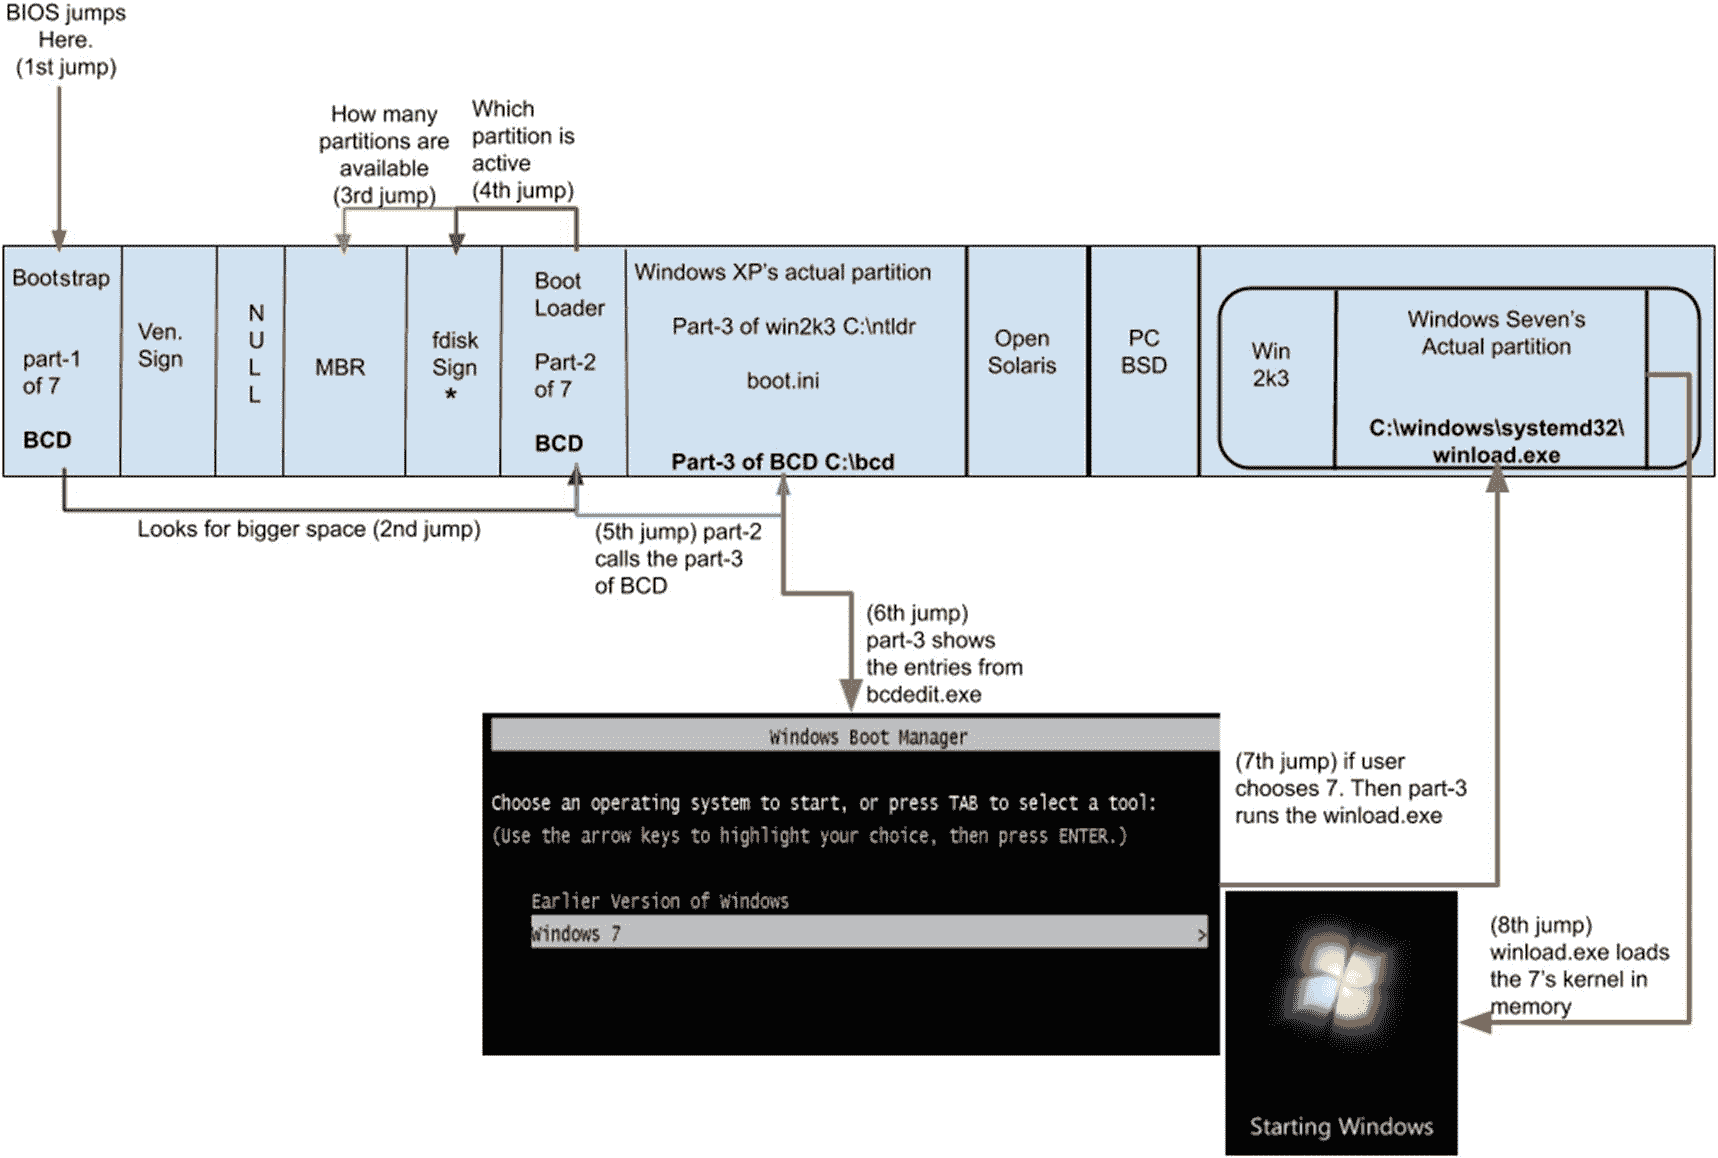 BIOS jumps
Here.
(1st jump)
How many
partitions are
available
(3rd jump)
Which
partition is
active
(4th jump)
Bootstrap
part-1
of 7
BCD
Ven.
Sign
N
U
L
L
MBR
fdisk
Sign
*
Boot
Loader
Part-2
of 7
BCD
Windows XP's actual partition
Part-3 of win2k3 C:\ntldr
boot.ini
Part-3 of BCD C:\bcd
Open
Solaris
PC
BSD
Win
2k3
Windows Seven's
Actual partition
C:\windows\systemd32\
winload.exe
Looks for bigger space (2nd jump)
(5th jump) part-2
calls the part-3
of BCD
(6th jump)
part-3 shows
the entries from
bcdedit.exe
Windows Boot Manager
Choose an operating system to start, or press TAB to select a tool:
(Use the arrow keys to highlight your choice, then press ENTER.)
Earlier Version of Windows
Windows 7 >
(7th jump) if user
chooses 7. Then part-3
runs the winload.exe
(8th jump)
winload.exe loads
the 7's kernel in
memory
Starting Windows